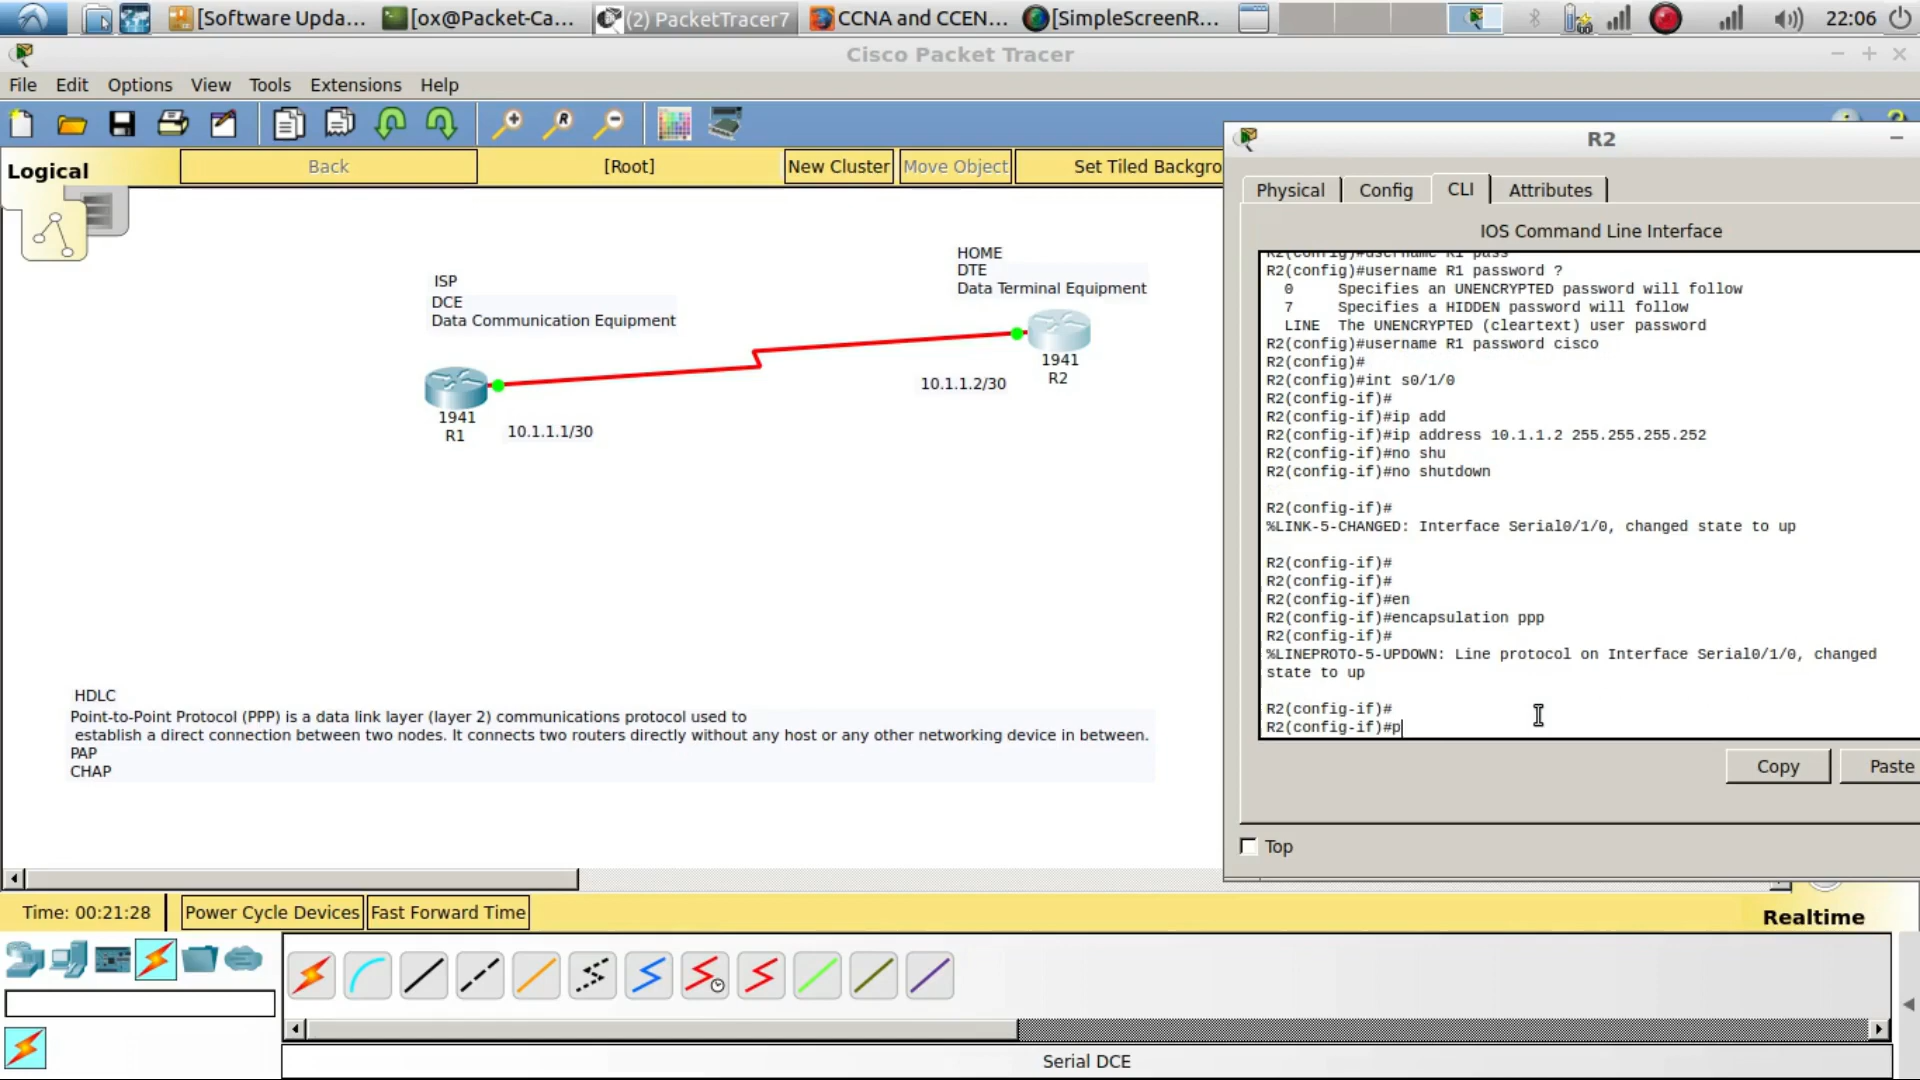 [Software Upda...
[ox@Packet-Ca...
(2) PacketTracer7
CCNA and CCEN...
[SimpleScreenR...
22:06
Cisco Packet Tracer
File Edit Options View Tools Extensions Help
Logical
Back
[Root]
New Cluster
Move Object
Set Tiled Backgro
HOME
DTE
Data Terminal Equipment
ISP
DCE
Data Communication Equipment
1941
R2
10.1.1.2/30
1941
R1
10.1.1.1/30
HDLC
Point-to-Point Protocol (PPP) is a data link layer (layer 2) communications protocol used to
establish a direct connection between two nodes. It connects two routers directly without any host or any other networking device in between.
PAP
CHAP
R2
Physical Config CLI Attributes
IOS Command Line Interface
R2(config)#username R1 pass
R2(config)#username R1 password ?
0 Specifies an UNENCRYPTED password will follow
7 Specifies a HIDDEN password will follow
LINE The UNENCRYPTED (cleartext) user password
R2(config)#username R1 password cisco
R2(config)#
R2(config)#int s0/1/0
R2(config-if)#
R2(config-if)#ip add
R2(config-if)#ip address 10.1.1.2 255.255.255.252
R2(config-if)#no shu
R2(config-if)#no shutdown
R2(config-if)#
%LINK-5-CHANGED: Interface Serial0/1/0, changed state to up
R2(config-if)#
R2(config-if)#
R2(config-if)#en
R2(config-if)#encapsulation ppp
R2(config-if)#
%LINEPROTO-5-UPDOWN: Line protocol on Interface Serial0/1/0, changed
state to up
R2(config-if)#
R2(config-if)#p
Copy
Paste
Top
Time: 00:21:28
Power Cycle Devices
Fast Forward Time
Realtime
Serial DCE